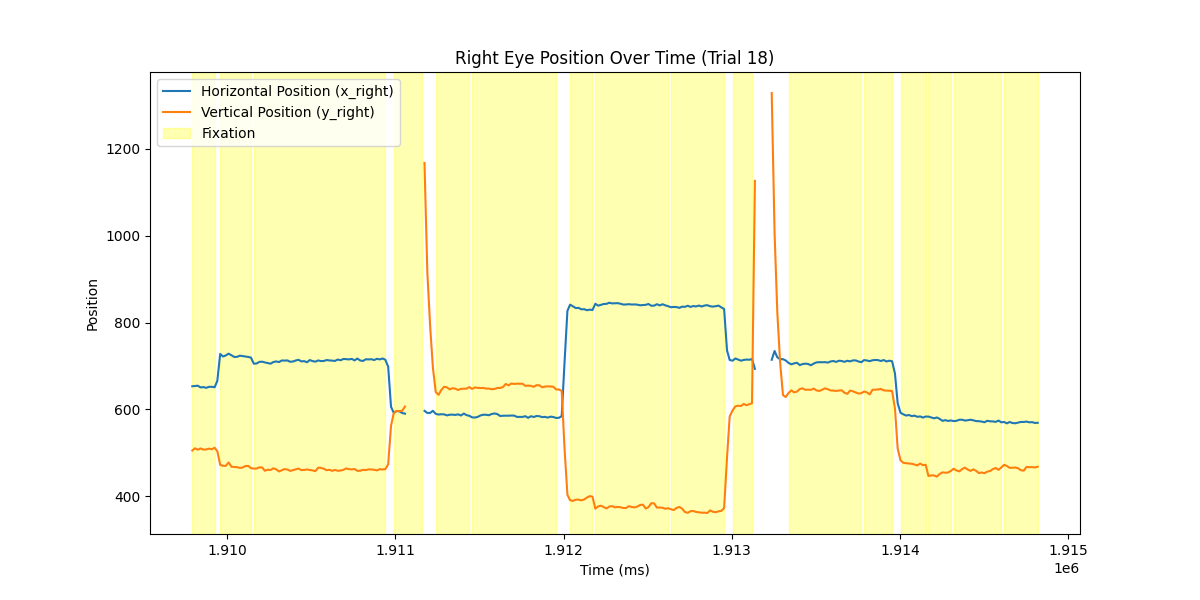 Right Eye Position Over Time (Trial 18)
Horizontal Position (x_right)
Vertical Position (y_right)
Fixation
1200
1000
800
600
400
Position
1.910 1.911 1.912 1.913 1.914 1.915
1e6
Time (ms)